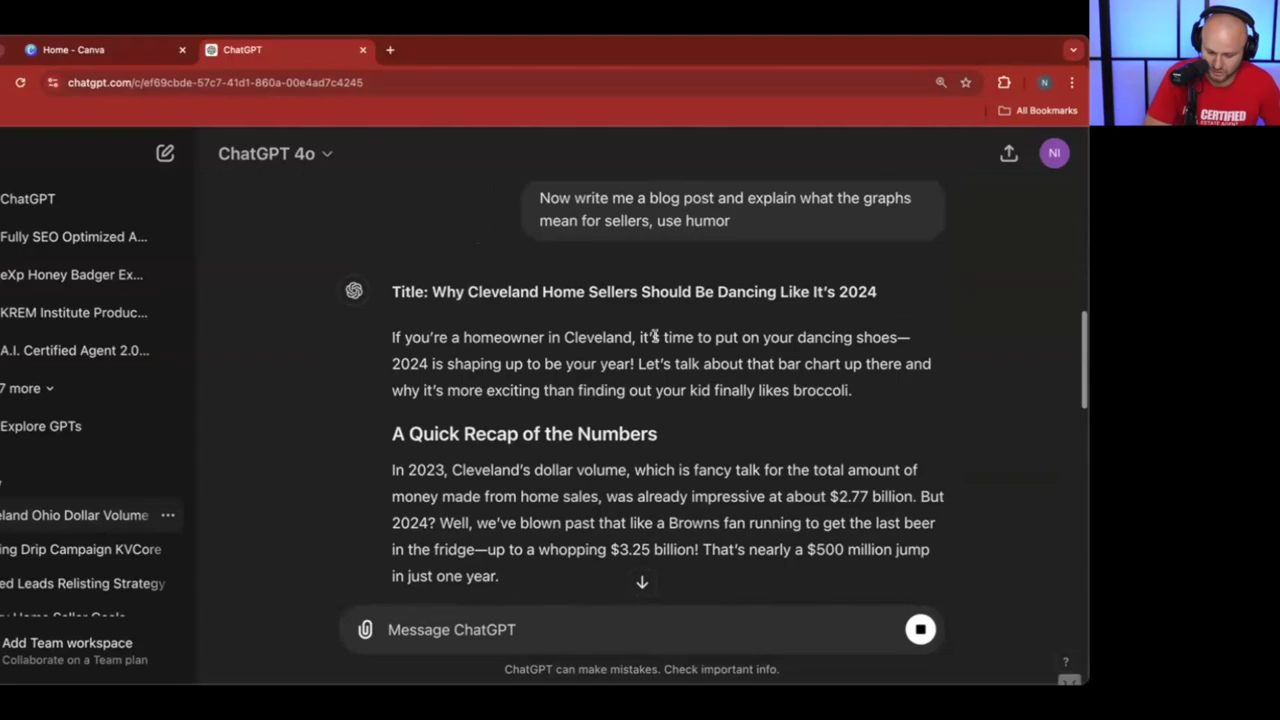 Home - Canva
ChatGPT
chatgpt.com/c/ef69cbde-57c7-41d1-860a-00e4ad7c4245
N
All Bookmarks
CERTIFIED
ESTATE AGENT
ChatGPT 4o
NI
ChatGPT
Fully SEO Optimized A...
eXp Honey Badger Ex...
KREM Institute Produc...
A.I. Certified Agent 2.0...
7 more
Explore GPTs
eland Ohio Dollar Volume
ing Drip Campaign KVCore
ed Leads Relisting Strategy
y Home Seller Goals
Add Team workspace
Collaborate on a Team plan
Now write me a blog post and explain what the graphs
mean for sellers, use humor
Title: Why Cleveland Home Sellers Should Be Dancing Like It’s 2024
If you’re a homeowner in Cleveland, it’s time to put on your dancing shoes—
2024 is shaping up to be your year! Let’s talk about that bar chart up there and
why it’s more exciting than finding out your kid finally likes broccoli.
A Quick Recap of the Numbers
In 2023, Cleveland’s dollar volume, which is fancy talk for the total amount of
money made from home sales, was already impressive at about $2.77 billion. But
2024? Well, we’ve blown past that like a Browns fan running to get the last beer
in the fridge—up to a whopping $3.25 billion! That’s nearly a $500 million jump
in just one year.
Message ChatGPT
ChatGPT can make mistakes. Check important info.
?